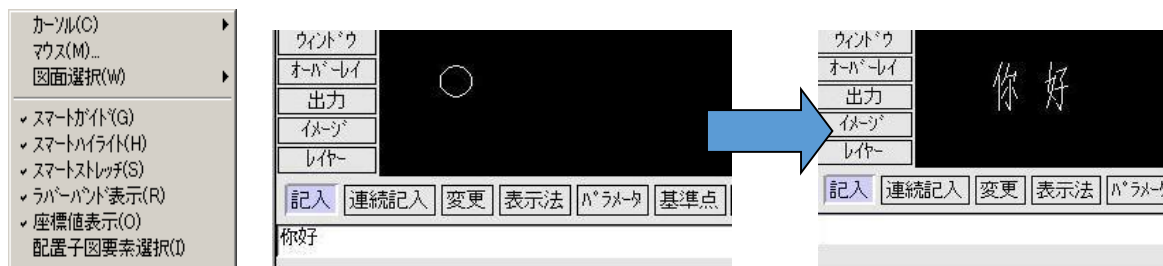 カーソル(C)
マウス(M)...
図面選択(W)
スマートガイド(G)
スマートハイライト(H)
スマートストレッチ(S)
ラバーバンド表示(R)
座標値表示(O)
配置子図要素選択(I)
ウィンドウ
オーバーレイ
出力
イメージ
レイヤー
記入 連続記入 変更 表示法 パラメータ 基準点
你好
ウィンドウ
オーバーレイ
出力
イメージ
レイヤー
你好
記入 連続記入 変更 表示法 パラメータ